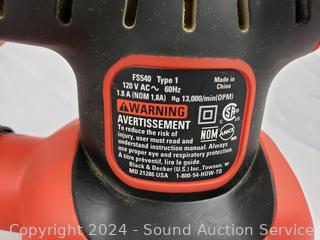 FS540 Type 1
Made in
China
120 V AC~ 60Hz
1.8 A (NOM 1,8A) n₀ 13,000/min(OPM)
WARNING
AVERTISSEMENT
To reduce the risk of
injury, user must read and
understand instruction manual. Always
use proper eye and respiratory protection.
A titre préventif, lire le guide.
Black & Decker (U.S.) Inc.,Towson,
MD 21286 USA 1-800-54-HOW-TO
NOM
Copyright 2024 - Sound Auction Service